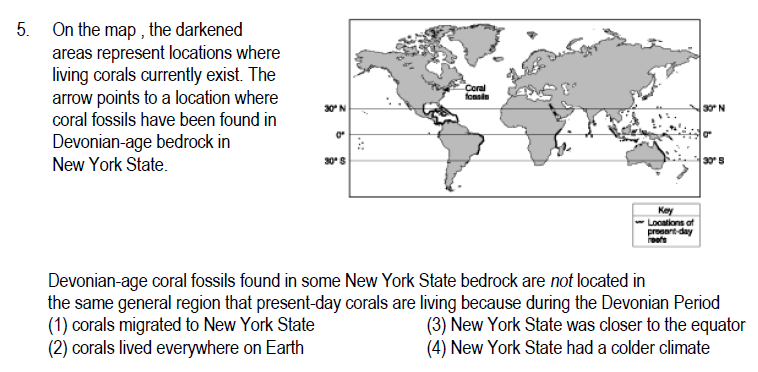 5. On the map , the darkened
areas represent locations where
living corals currently exist. The
arrow points to a location where
coral fossils have been found in
Devonian-age bedrock in
New York State.
Coral
fossils
30° N
30° N
0°
0°
30° S
30° S
Key
Locations of
present-day
reefs
Devonian-age coral fossils found in some New York State bedrock are not located in
the same general region that present-day corals are living because during the Devonian Period
(1) corals migrated to New York State
(3) New York State was closer to the equator
(2) corals lived everywhere on Earth
(4) New York State had a colder climate